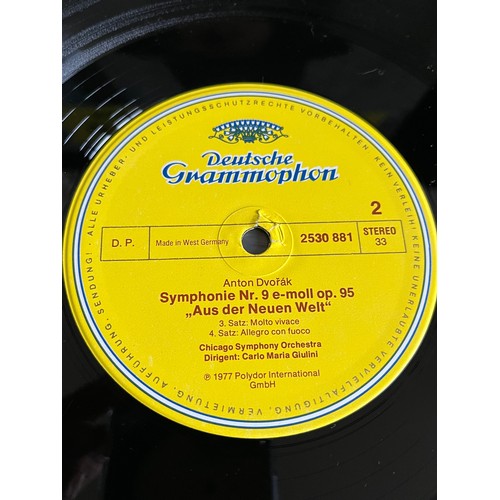 · ALLE URHEBER- UND LEISTUNGSSCHUTZRECHTE VORBEHALTEN · KEIN VERLEIH! KEINE UNERLAUBTE VERVIELFÄLTIGUNG, VERMIETUNG, AUFFÜHRUNG, SENDUNG!
Deutsche
Grammophon
2
D. P.
Made in West Germany
2530 881
STEREO
33
Anton Dvořák
Symphonie Nr. 9 e-moll op. 95
„Aus der Neuen Welt“
3. Satz: Molto vivace
4. Satz: Allegro con fuoco
Chicago Symphony Orchestra
Dirigent: Carlo Maria Giulini
℗ 1977 Polydor International
GmbH